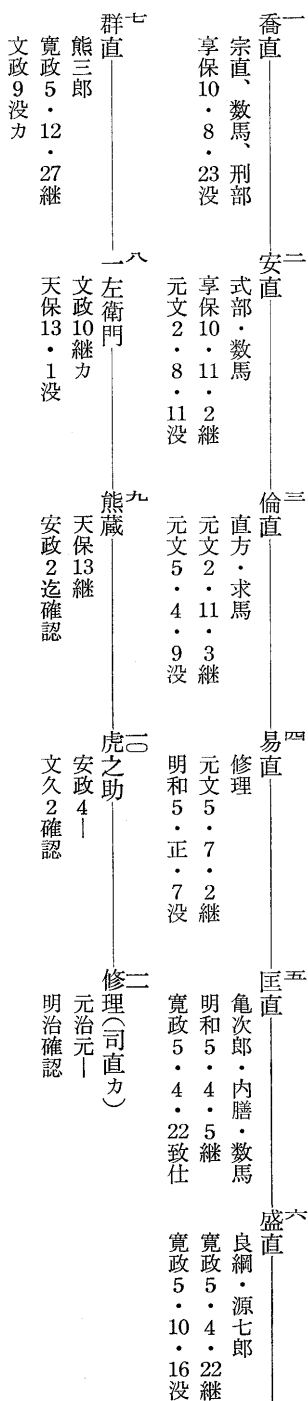 一
喬直
宗直、数馬、刑部
享保10・8・23没
二
安直
式部・数馬
享保10・11・2継
元文2・8・11没
三
倫直
直方・求馬
元文2・11・3継
元文5・4・9没
四
易直
修理
元文5・7・2継
明和5・正・7没
五
匡直
亀次郎・内膳・数馬
明和5・4・5継
寛政5・4・22致仕
六
盛直
良綱・源七郎
寛政5・4・22継
寛政5・10・16没
七
群直
熊三郎
寛政5・12・27継
文政9没カ
八
一左衛門
文政10継カ
天保13・1没
九
熊蔵
天保13継
安政2迄確認
一〇
虎之助
安政4―
文久2確認
一一
修理(司直カ)
元治元―
明治確認